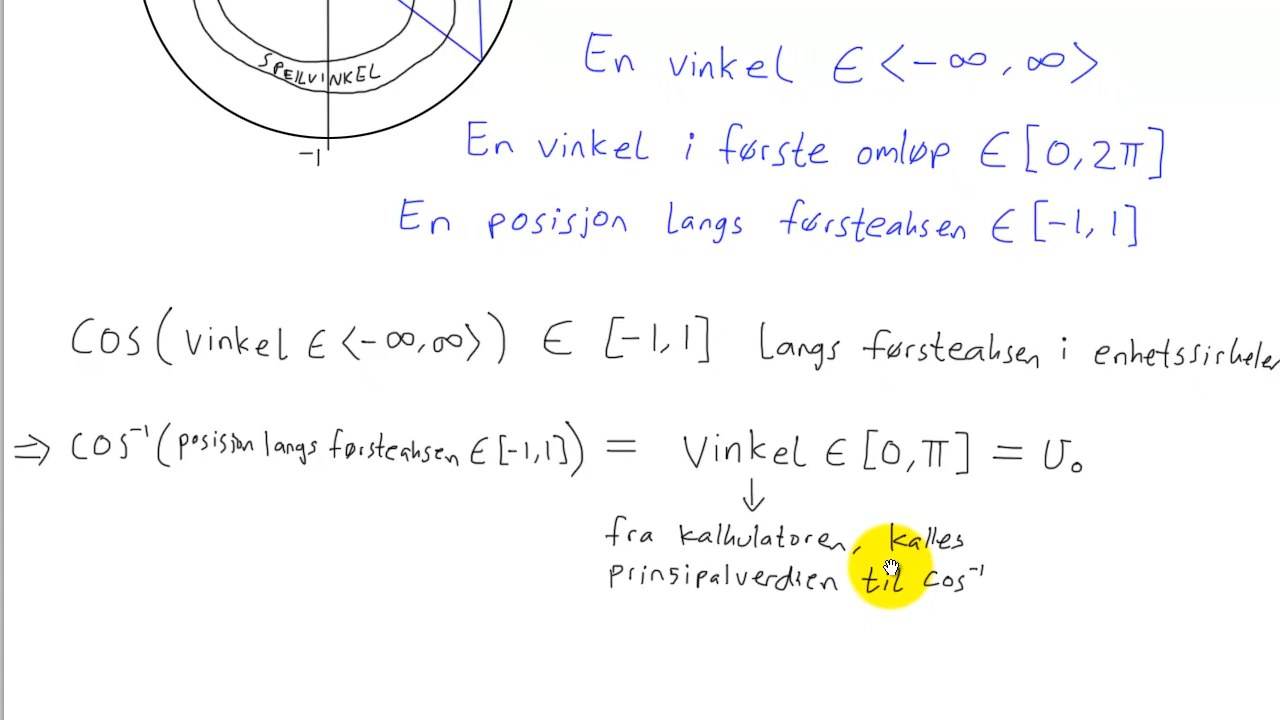 SPEILVINKEL
-1
En vinkel ∈ <-∞, ∞>
En vinkel i første omløp ∈ [0, 2π]
En posisjon langs førsteaksen ∈ [-1, 1]
cos(vinkel ∈ <-∞, ∞>) ∈ [-1, 1] langs førsteaksen i enhetssirkelen
⇒ cos⁻¹(posisjon langs førsteaksen ∈ [-1, 1]) = Vinkel ∈ [0, π] = v₀
↓
fra kalkulatoren, kalles
prinsipalverdien til cos⁻¹